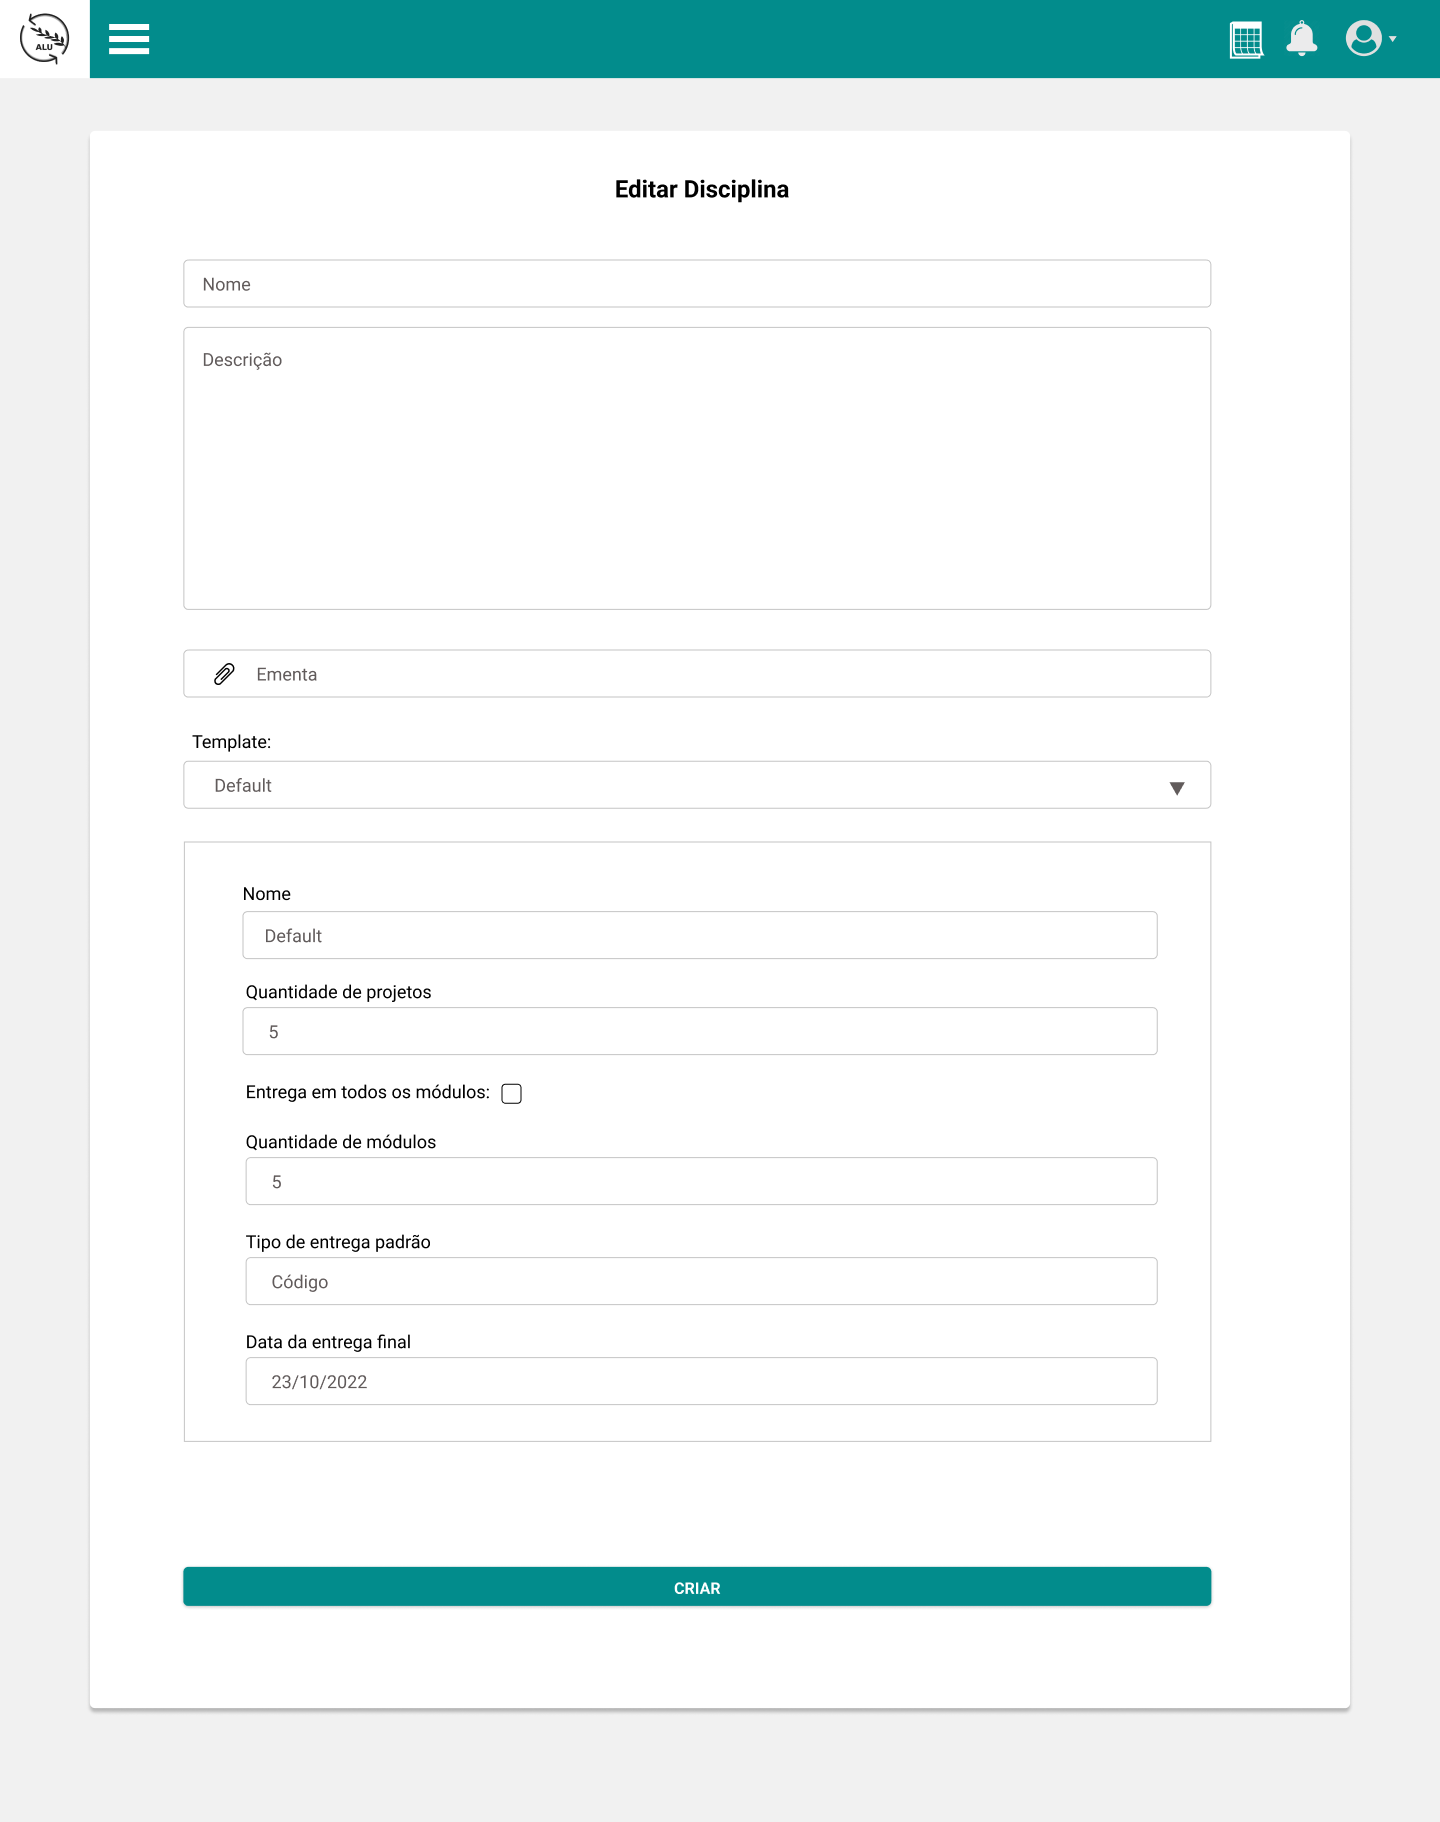 ALU
Editar Disciplina
Nome
Descrição
Ementa
Template:
Default
Nome
Default
Quantidade de projetos
5
Entrega em todos os módulos:
Quantidade de módulos
5
Tipo de entrega padrão
Código
Data da entrega final
23/10/2022
CRIAR